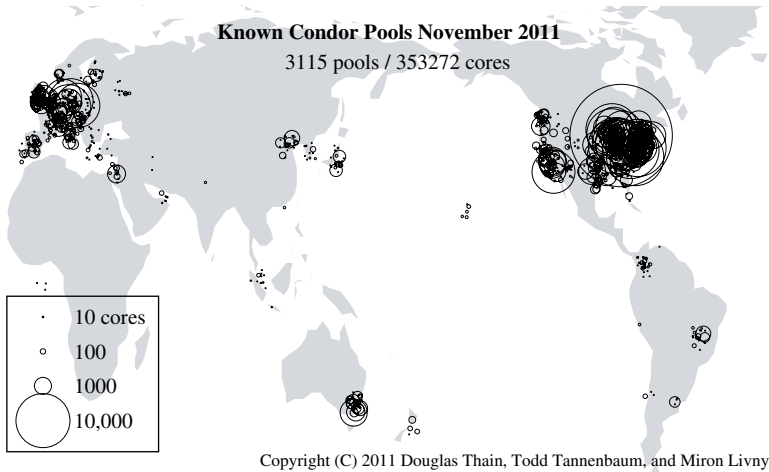 Known Condor Pools November 2011
3115 pools / 353272 cores
10 cores
100
1000
10,000
Copyright (C) 2011 Douglas Thain, Todd Tannenbaum, and Miron Livny